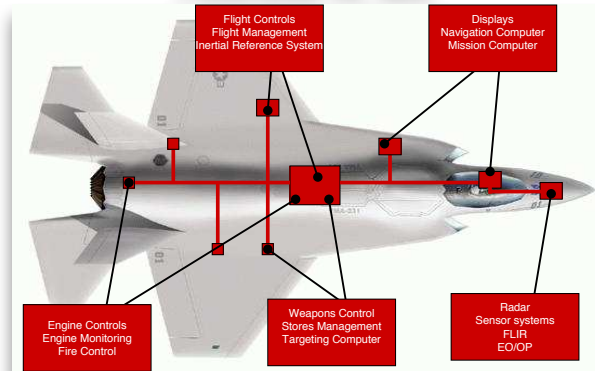 Flight Controls
Flight Management
Inertial Reference System
Displays
Navigation Computer
Mission Computer
Engine Controls
Engine Monitoring
Fire Control
Weapons Control
Stores Management
Targeting Computer
Radar
Sensor systems
FLIR
EO/OP